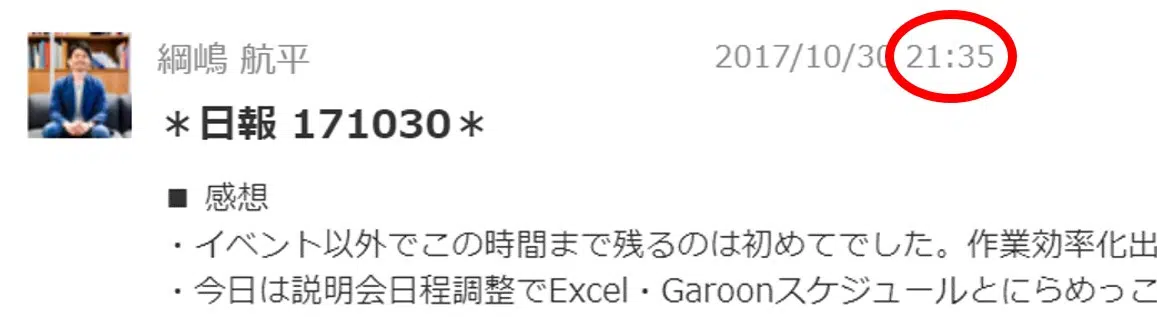 綱嶋 航平 2017/10/30 21:35
＊日報 171030＊
■ 感想
・イベント以外でこの時間まで残るのは初めてでした。作業効率化出
・今日は説明会日程調整でExcel・Garoonスケジュールとにらめっこ